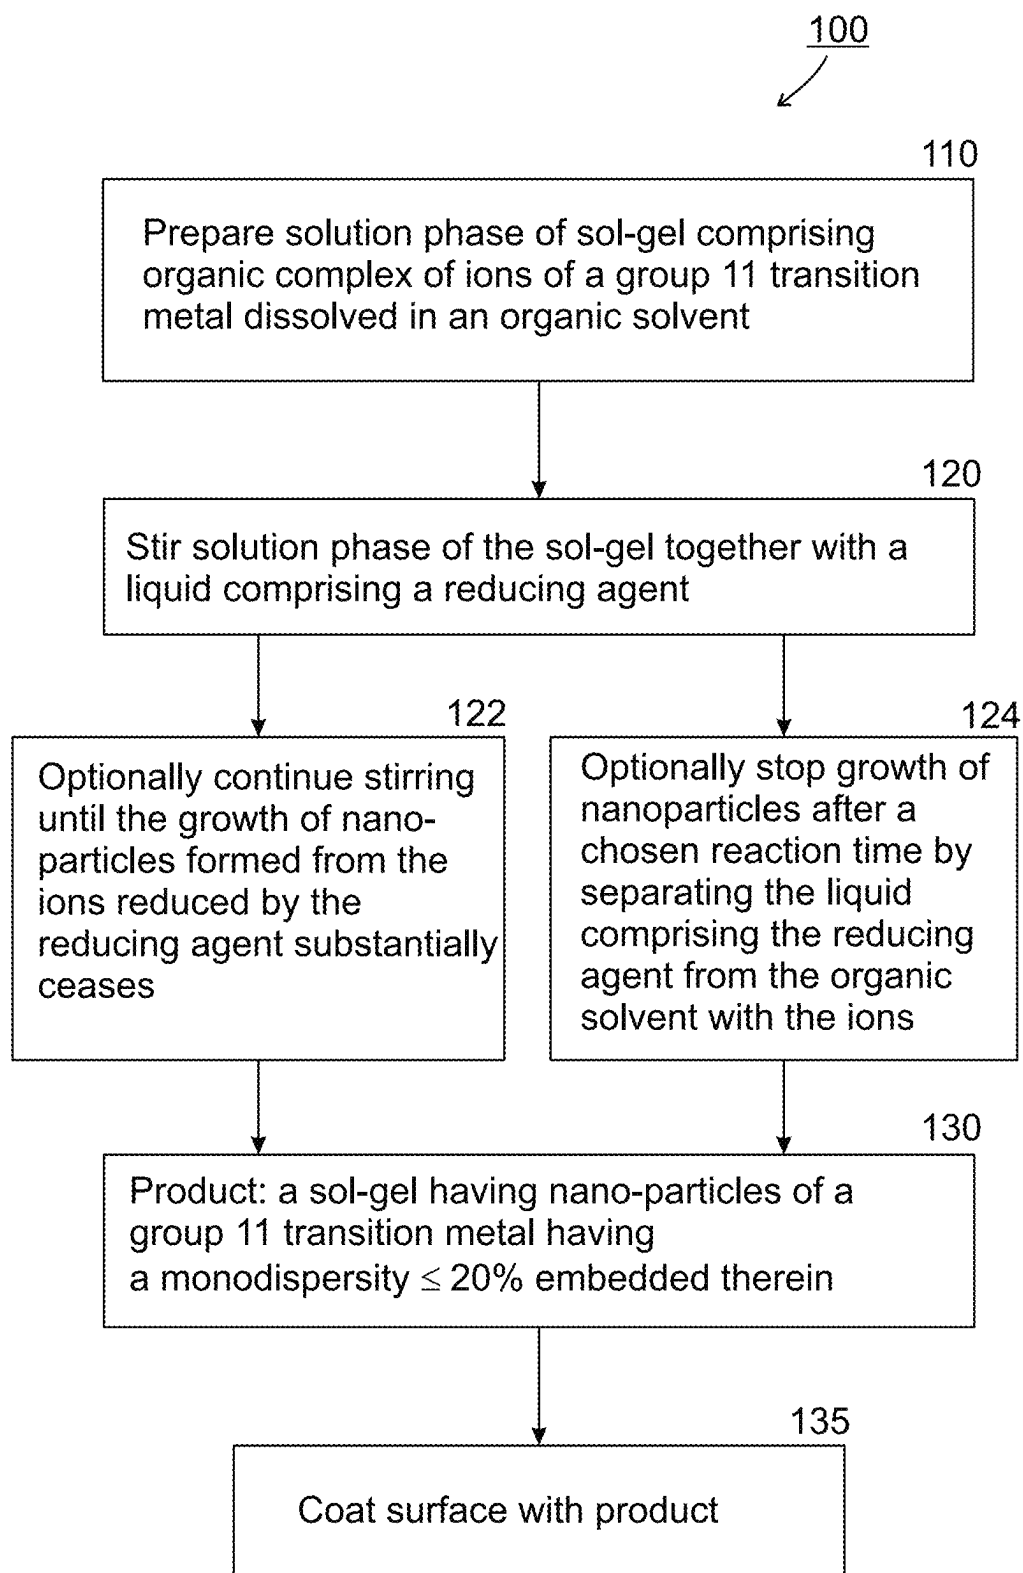 100
110
Prepare solution phase of sol-gel comprising
organic complex of ions of a group 11 transition
metal dissolved in an organic solvent
120
Stir solution phase of the sol-gel together with a
liquid comprising a reducing agent
122
Optionally continue stirring
until the growth of nano-
particles formed from the
ions reduced by the
reducing agent substantially
ceases
124
Optionally stop growth of
nanoparticles after a
chosen reaction time by
separating the liquid
comprising the reducing
agent from the organic
solvent with the ions
130
Product: a sol-gel having nano-particles of a
group 11 transition metal having
a monodispersity ≤ 20% embedded therein
135
Coat surface with product